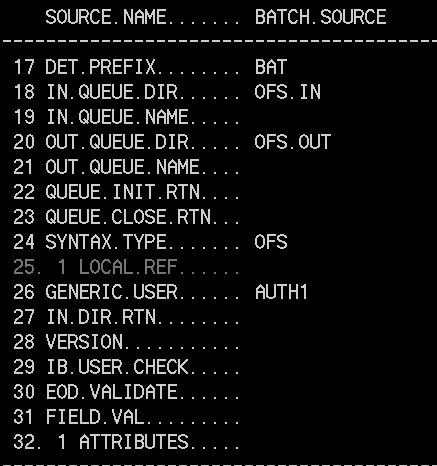 SOURCE.NAME....... BATCH.SOURCE
------------------------------------------------------
17 DET.PREFIX........ BAT
18 IN.QUEUE.DIR...... OFS.IN
19 IN.QUEUE.NAME.....
20 OUT.QUEUE.DIR..... OFS.OUT
21 OUT.QUEUE.NAME....
22 QUEUE.INIT.RTN....
23 QUEUE.CLOSE.RTN...
24 SYNTAX.TYPE....... OFS
25. 1 LOCAL.REF......
26 GENERIC.USER...... AUTH1
27 IN.DIR.RTN........
28 VERSION...........
29 IB.USER.CHECK.....
30 EOD.VALIDATE......
31 FIELD.VAL.........
32. 1 ATTRIBUTES.....
------------------------------------------------------